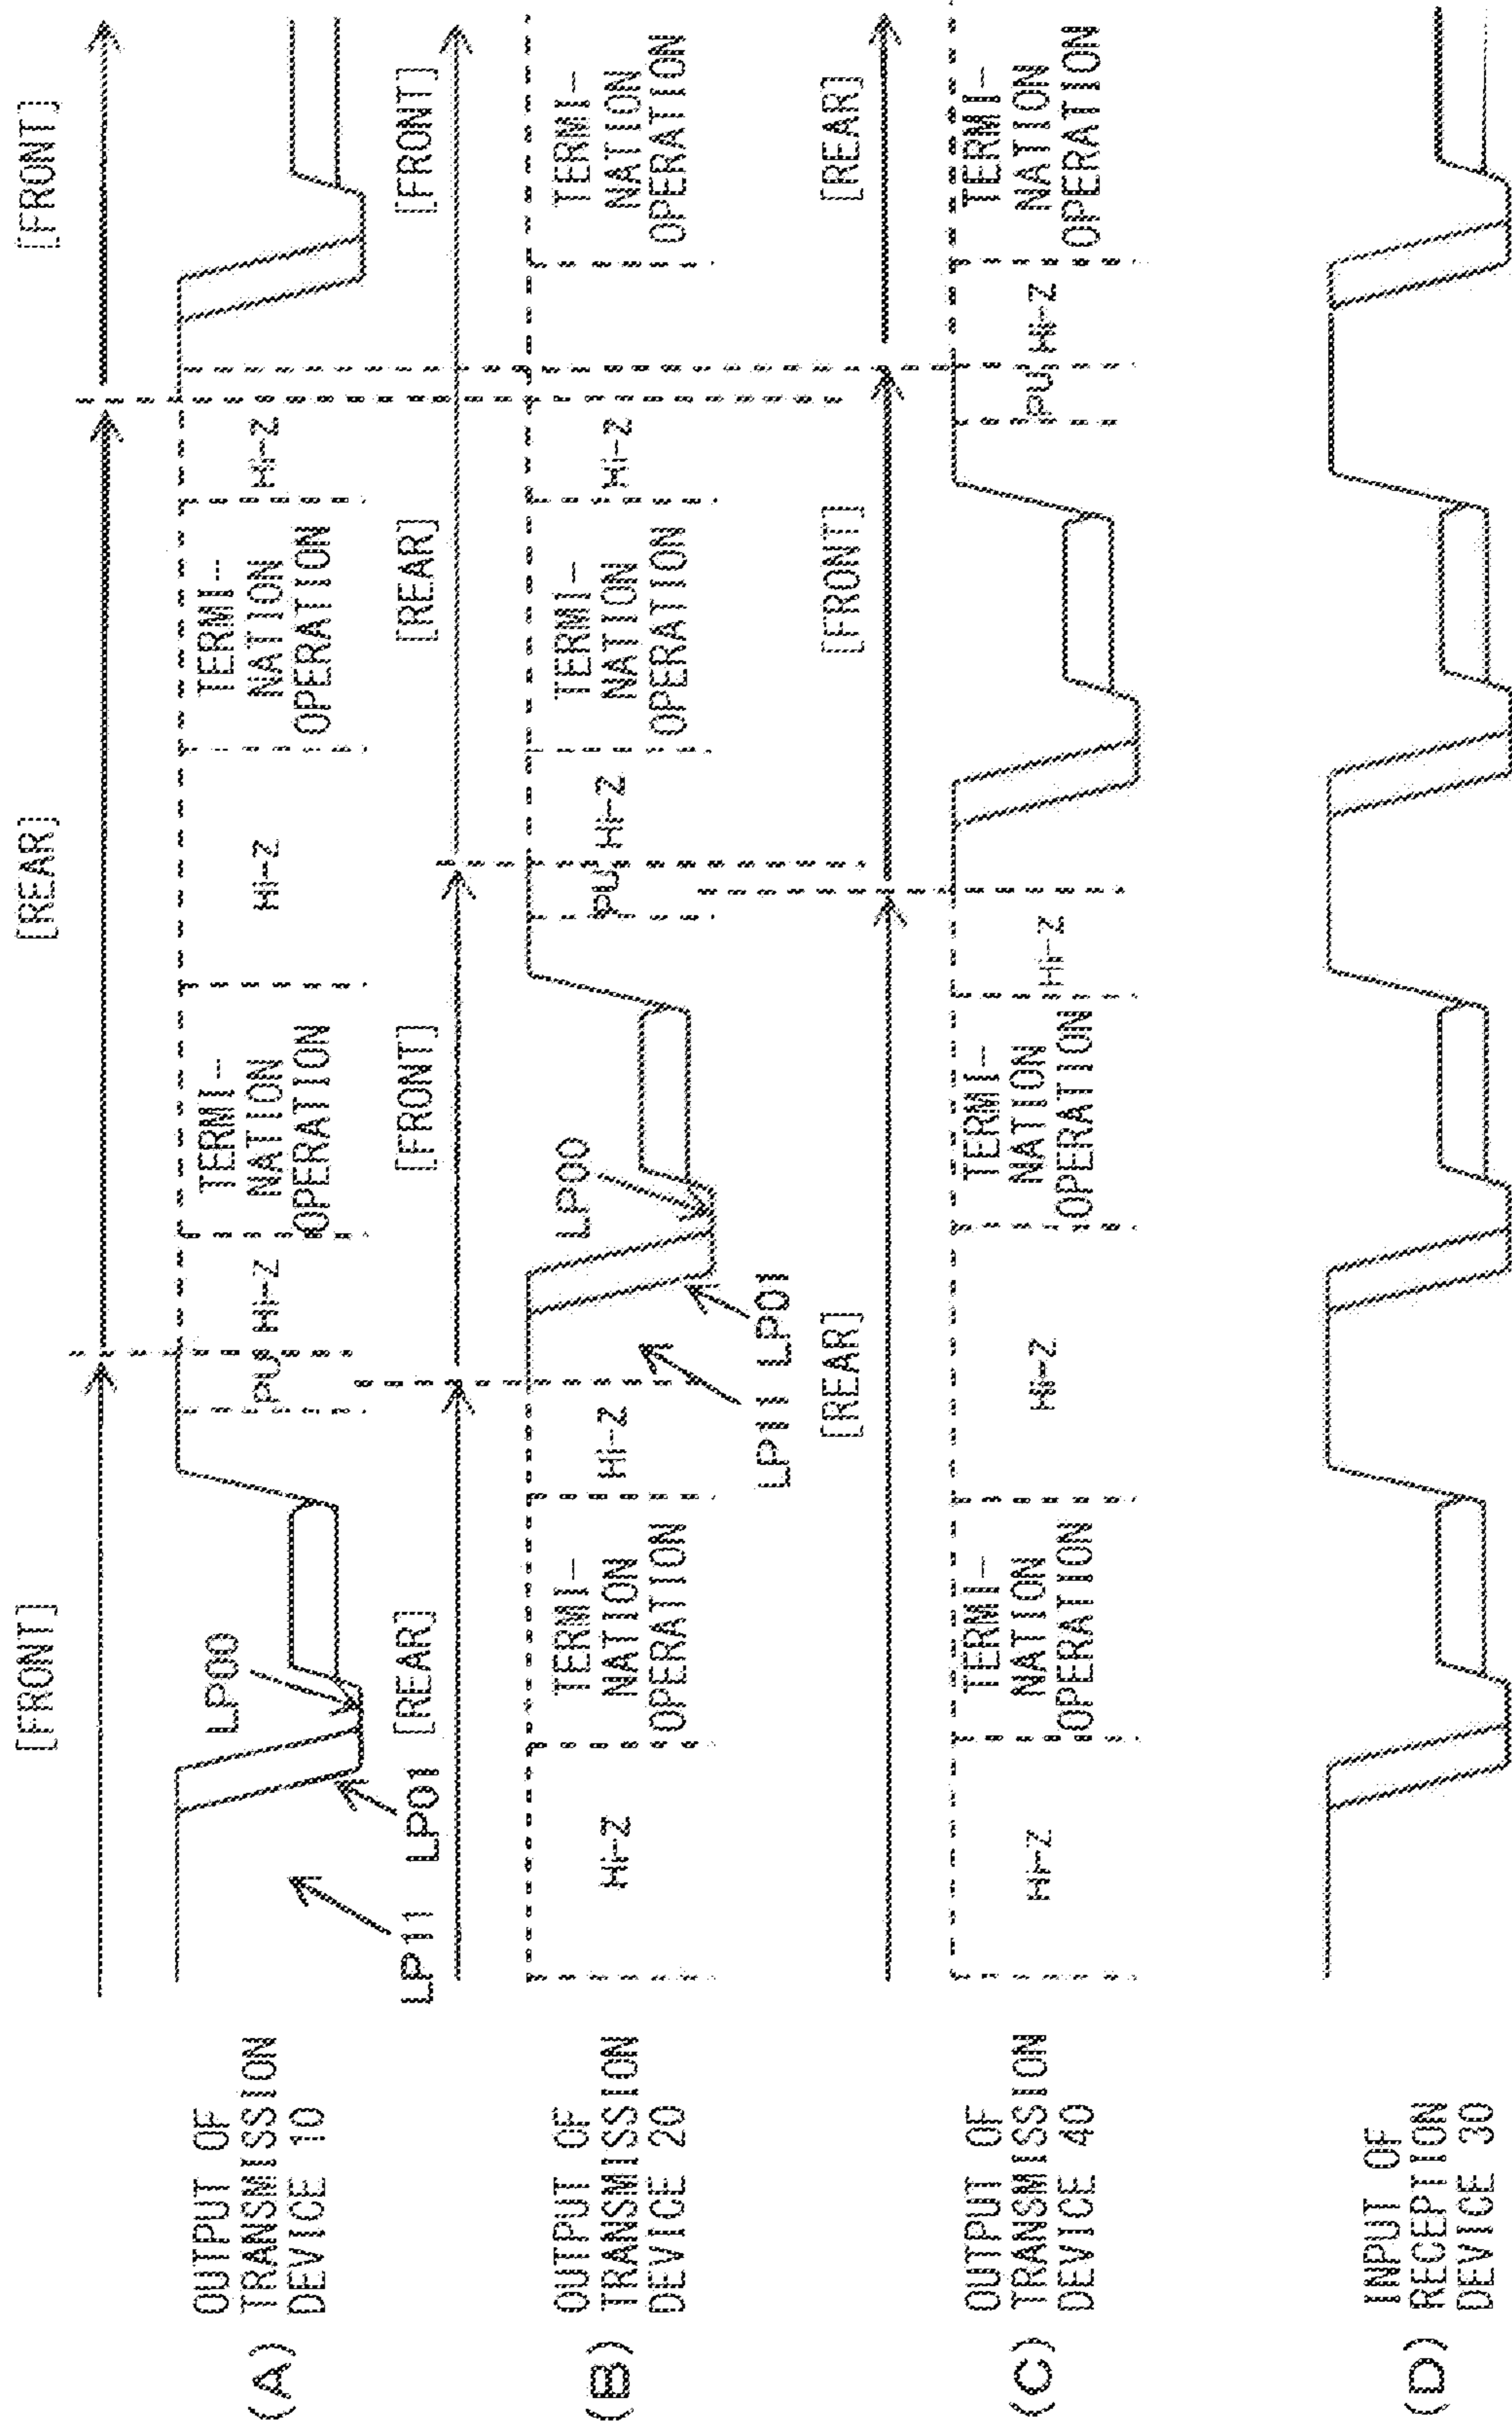 [FRONT]
[REAR]
[FRONT]
(A)
OUTPUT OF
TRANSMISSION
DEVICE 10
LP11
LP01
LP00
PU
Hi-Z
TERMI-
NATION
OPERATION
Hi-Z
TERMI-
NATION
OPERATION
Hi-Z
[REAR]
[FRONT]
[REAR]
[FRONT]
(B)
OUTPUT OF
TRANSMISSION
DEVICE 20
Hi-Z
TERMI-
NATION
OPERATION
Hi-Z
LP11
LP01
LP00
PU
Hi-Z
TERMI-
NATION
OPERATION
Hi-Z
TERMI-
NATION
OPERATION
[REAR]
[FRONT]
[REAR]
(C)
OUTPUT OF
TRANSMISSION
DEVICE 40
Hi-Z
TERMI-
NATION
OPERATION
Hi-Z
TERMI-
NATION
OPERATION
Hi-Z
PU
Hi-Z
TERMI-
NATION
OPERATION
(D)
INPUT OF
RECEPTION
DEVICE 30